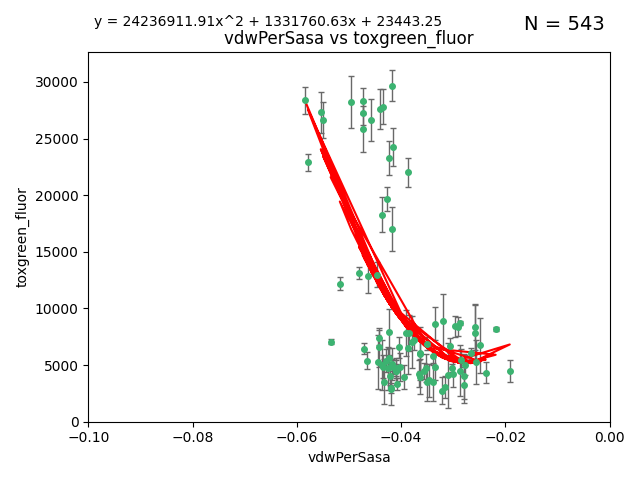 y = 24236911.91x^2 + 1331760.63x + 23443.25
N = 543
vdwPerSasa vs toxgreen_fluor
toxgreen_fluor
30000
25000
20000
15000
10000
5000
0
−0.10
−0.08
−0.06
−0.04
−0.02
0.00
vdwPerSasa